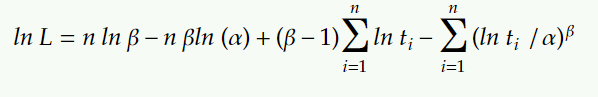 ln L = n ln β − n βln (α) + (β − 1) ∑_{i=1}^{n} ln t_i − ∑_{i=1}^{n} (ln t_i / α)^β